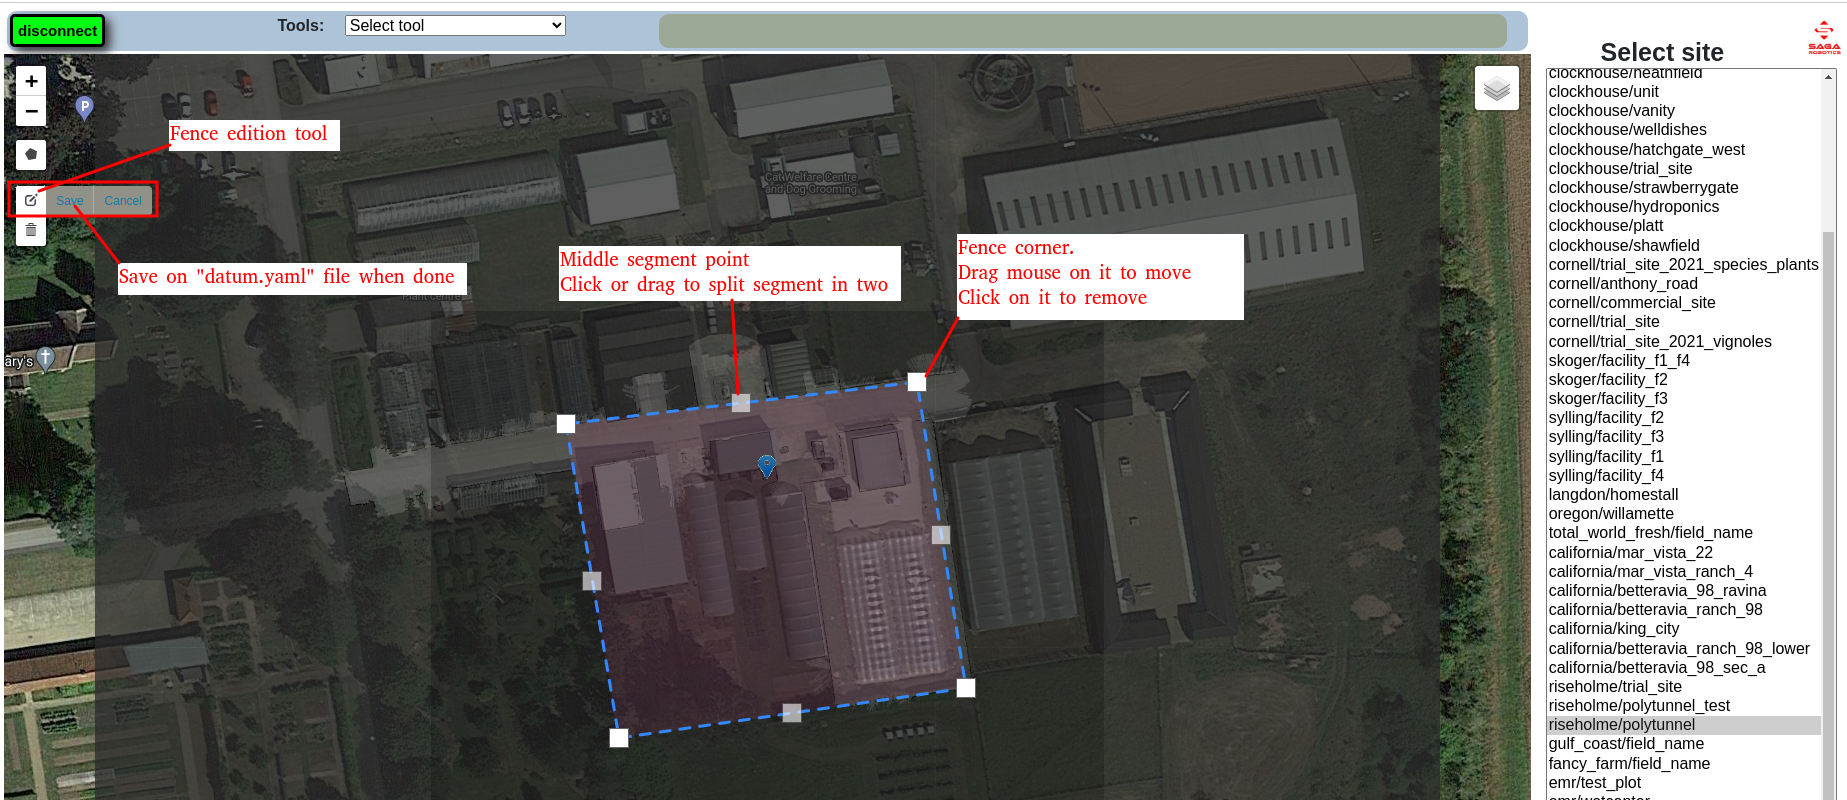 disconnect
Tools:
Select tool
Select site
SAGA
ROBOTICS
+
−
P
Fence edition tool
Save
Cancel
Save on "datum.yaml" file when done
Cat Welfare Centre
and Dog Grooming
Middle segment point
Click or drag to split segment in two
Fence corner.
Drag mouse on it to move
Click on it to remove
Plant Centre
ary's
clockhouse/heathfield
clockhouse/unit
clockhouse/vanity
clockhouse/welldishes
clockhouse/hatchgate_west
clockhouse/trial_site
clockhouse/strawberrygate
clockhouse/hydroponics
clockhouse/platt
clockhouse/shawfield
cornell/trial_site_2021_species_plants
cornell/anthony_road
cornell/commercial_site
cornell/trial_site
cornell/trial_site_2021_vignoles
skoger/facility_f1_f4
skoger/facility_f2
skoger/facility_f3
sylling/facility_f2
sylling/facility_f3
sylling/facility_f1
sylling/facility_f4
langdon/homestall
oregon/willamette
total_world_fresh/field_name
california/mar_vista_22
california/mar_vista_ranch_4
california/betteravia_98_ravina
california/betteravia_ranch_98
california/king_city
california/betteravia_ranch_98_lower
california/betteravia_98_sec_a
riseholme/trial_site
riseholme/polytunnel_test
riseholme/polytunnel
gulf_coast/field_name
fancy_farm/field_name
emr/test_plot